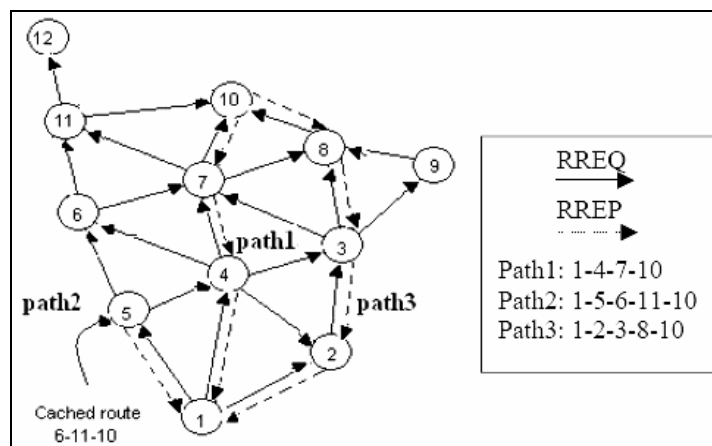 12
10
11
8
9
7
6
path1
3
4
path2
path3
5
2
1
Cached route
6-11-10
RREQ
RREP
Path1: 1-4-7-10
Path2: 1-5-6-11-10
Path3: 1-2-3-8-10